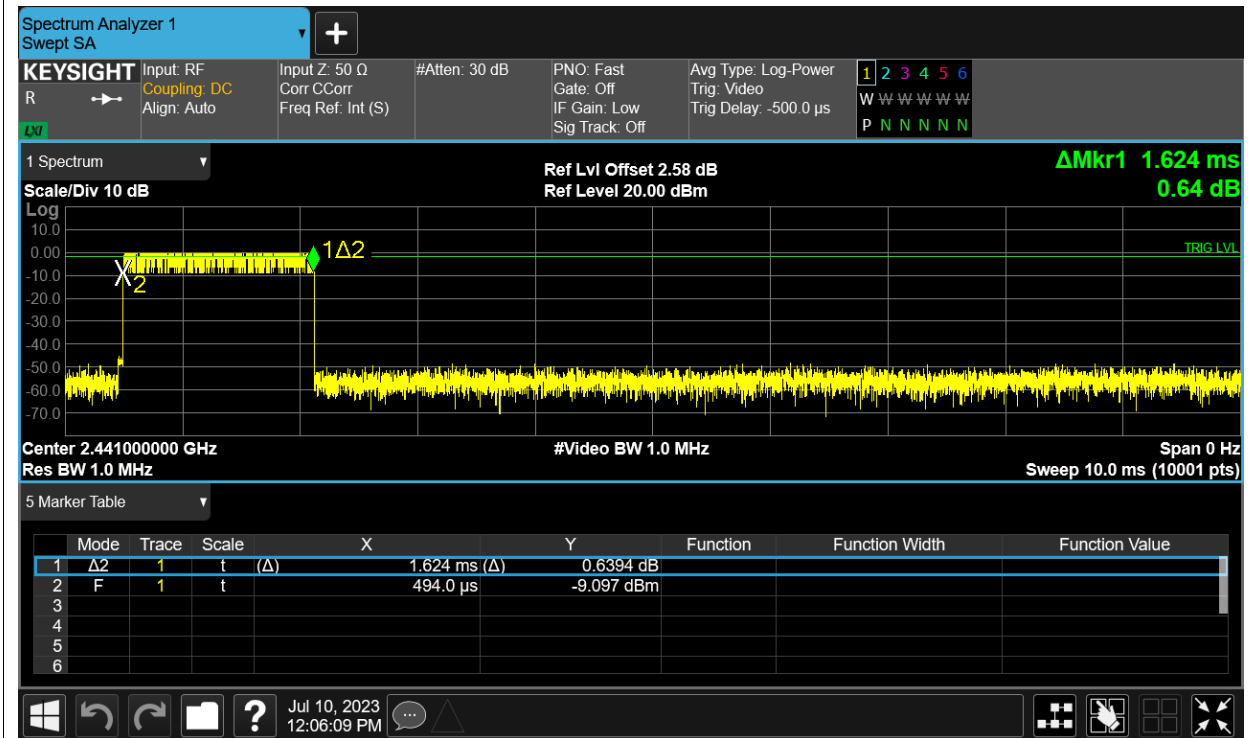 Spectrum Analyzer 1
Swept SA
KEYSIGHT
R
LXI
Input: RF
Coupling: DC
Align: Auto
Input Z: 50 Ω
Corr CCorr
Freq Ref: Int (S)
#Atten: 30 dB
PNO: Fast
Gate: Off
IF Gain: Low
Sig Track: Off
Avg Type: Log-Power
Trig: Video
Trig Delay: -500.0 µs
1 2 3 4 5 6
W W W W W W
P N N N N N
1 Spectrum
Scale/Div 10 dB
Ref Lvl Offset 2.58 dB
Ref Level 20.00 dBm
ΔMkr1 1.624 ms
0.64 dB
Log
10.0
0.00
-10.0
-20.0
-30.0
-40.0
-50.0
-60.0
-70.0
1Δ2
X2
TRIG LVL
Center 2.441000000 GHz
#Video BW 1.0 MHz
Span 0 Hz
Res BW 1.0 MHz
Sweep 10.0 ms (10001 pts)
5 Marker Table
Mode Trace Scale X Y Function Function Width Function Value
1 Δ2 1 t (Δ) 1.624 ms (Δ) 0.6394 dB
2 F 1 t 494.0 µs -9.097 dBm
3
4
5
6
?
Jul 10, 2023
12:06:09 PM